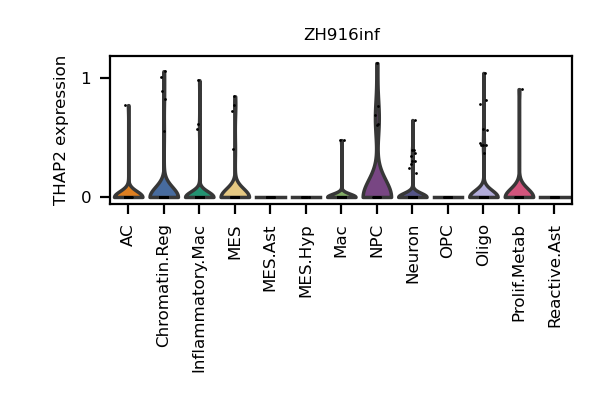 ZH916inf
THAP2 expression
1
0
AC
Chromatin.Reg
Inflammatory.Mac
MES
MES.Ast
MES.Hyp
Mac
NPC
Neuron
OPC
Oligo
Prolif.Metab
Reactive.Ast